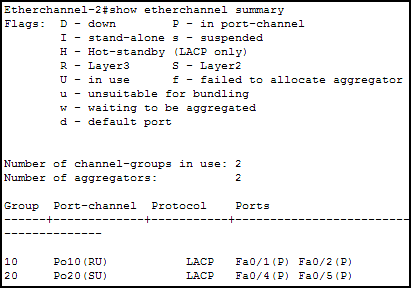 Etherchannel-2#show etherchannel summary
Flags:  D - down        P - in port-channel
        I - stand-alone s - suspended
        H - Hot-standby (LACP only)
        R - Layer3      S - Layer2
        U - in use      f - failed to allocate aggregator
        u - unsuitable for bundling
        w - waiting to be aggregated
        d - default port
Number of channel-groups in use: 2
Number of aggregators:           2
Group  Port-channel  Protocol    Ports
------+-------------+-----------+---------------------------
--------------
10     Po10(RU)           LACP   Fa0/1(P) Fa0/2(P)
20     Po20(SU)           LACP   Fa0/4(P) Fa0/5(P)